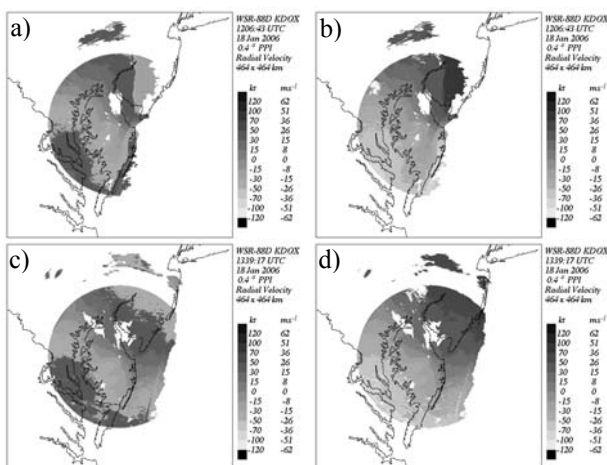 a)
WSR-88D KDOX
1206:43 UTC
18 Jan 2006
0.4 ° PPI
Radial Velocity
464 x 464 km
kt ms⁻¹
120 62
100 51
70 36
50 26
30 15
15 8
0 0
-15 -8
-30 -15
-50 -26
-70 -36
-100 -51
-120 -62
b)
WSR-88D KDOX
1206:43 UTC
18 Jan 2006
0.4 ° PPI
Radial Velocity
464 x 464 km
kt ms⁻¹
120 62
100 51
70 36
50 26
30 15
15 8
0 0
-15 -8
-30 -15
-50 -26
-70 -36
-100 -51
-120 -62
c)
WSR-88D KDOX
1339:17 UTC
18 Jan 2006
0.4 ° PPI
Radial Velocity
464 x 464 km
kt ms⁻¹
120 62
100 51
70 36
50 26
30 15
15 8
0 0
-15 -8
-30 -15
-50 -26
-70 -36
-100 -51
-120 -62
d)
WSR-88D KDOX
1339:17 UTC
18 Jan 2006
0.4 ° PPI
Radial Velocity
464 x 464 km
kt ms⁻¹
120 62
100 51
70 36
50 26
30 15
15 8
0 0
-15 -8
-30 -15
-50 -26
-70 -36
-100 -51
-120 -62